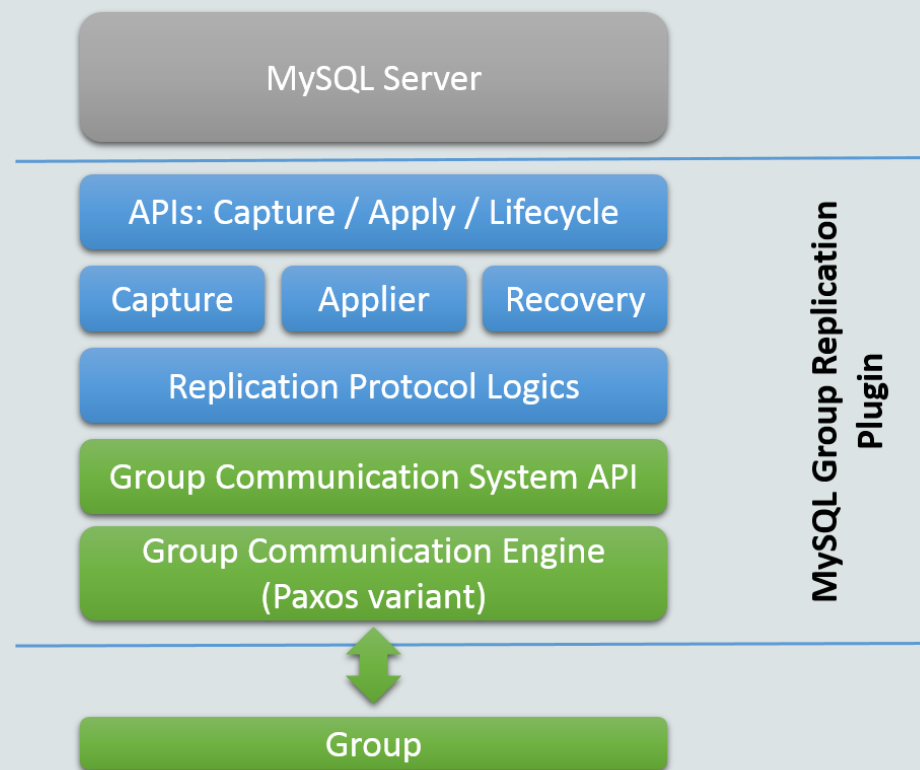 MySQL Server
APIs: Capture / Apply / Lifecycle
Capture
Applier
Recovery
Replication Protocol Logics
Group Communication System API
Group Communication Engine
(Paxos variant)
Group
MySQL Group Replication
Plugin